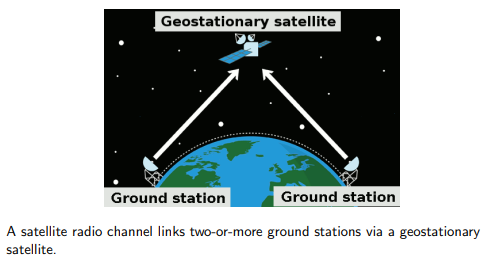 Geostationary satellite
Ground station
Ground station
A satellite radio channel links two-or-more ground stations via a geostationary
satellite.